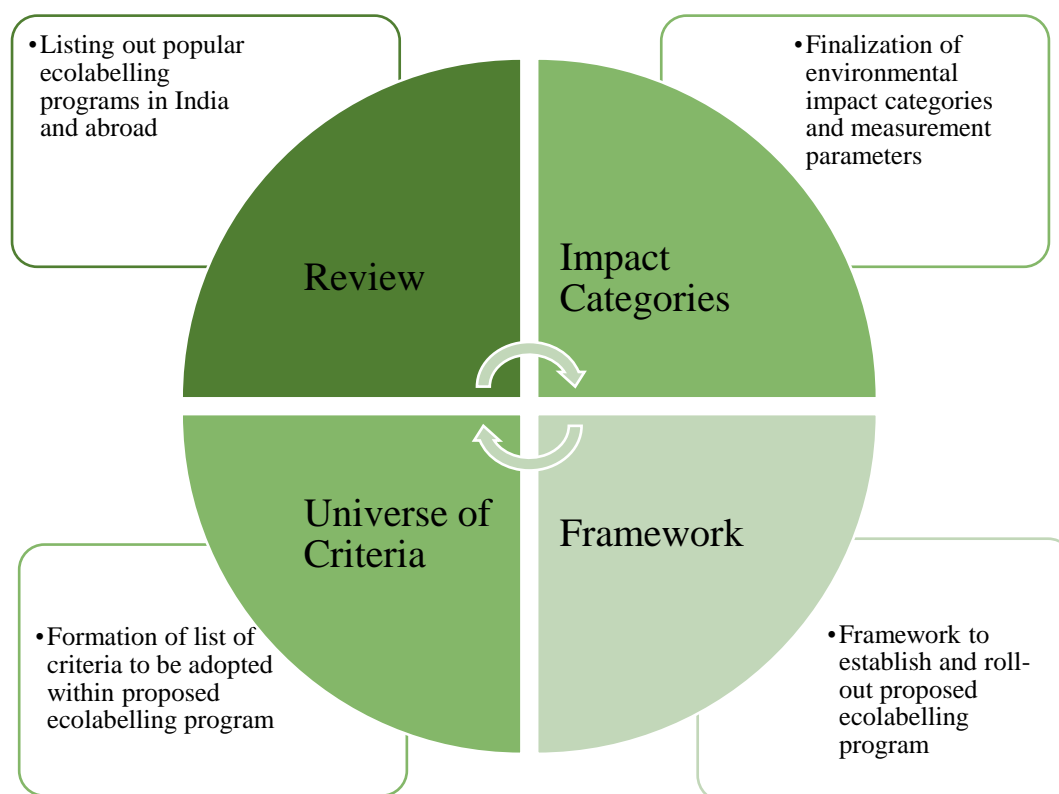 •Listing out popular
ecolabelling
programs in India
and abroad
•Finalization of
environmental
impact categories
and measurement
parameters
Review
Impact
Categories
Universe of
Criteria
Framework
•Formation of list of
criteria to be adopted
within proposed
ecolabelling program
•Framework to
establish and roll-
out proposed
ecolabelling
program